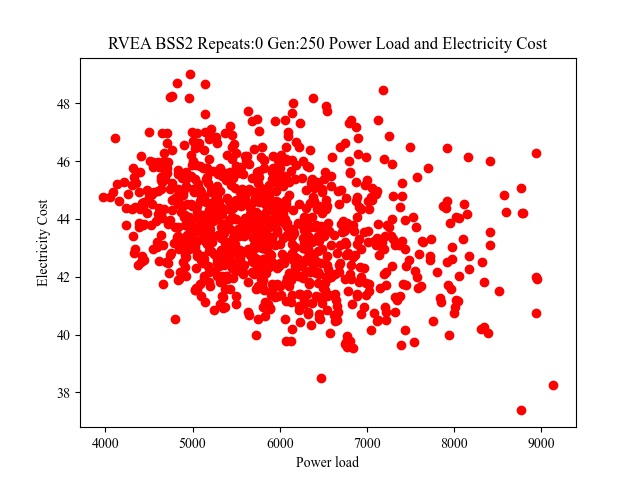 RVEA BSS2 Repeats:0 Gen:250 Power Load and Electricity Cost
Electricity Cost
48
46
44
42
40
38
4000 5000 6000 7000 8000 9000
Power load